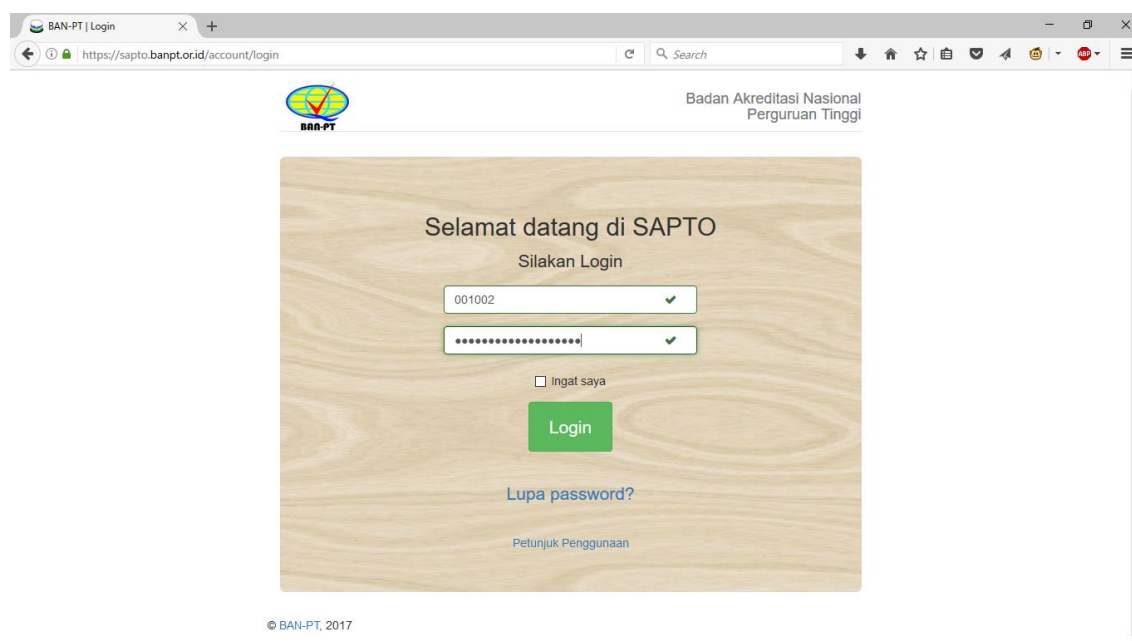 BAN-PT | Login
https://sapto.banpt.or.id/account/login
Search
ABP
BAN-PT
Badan Akreditasi Nasional
Perguruan Tinggi
Selamat datang di SAPTO
Silakan Login
001002
Ingat saya
Login
Lupa password?
Petunjuk Penggunaan
© BAN-PT, 2017